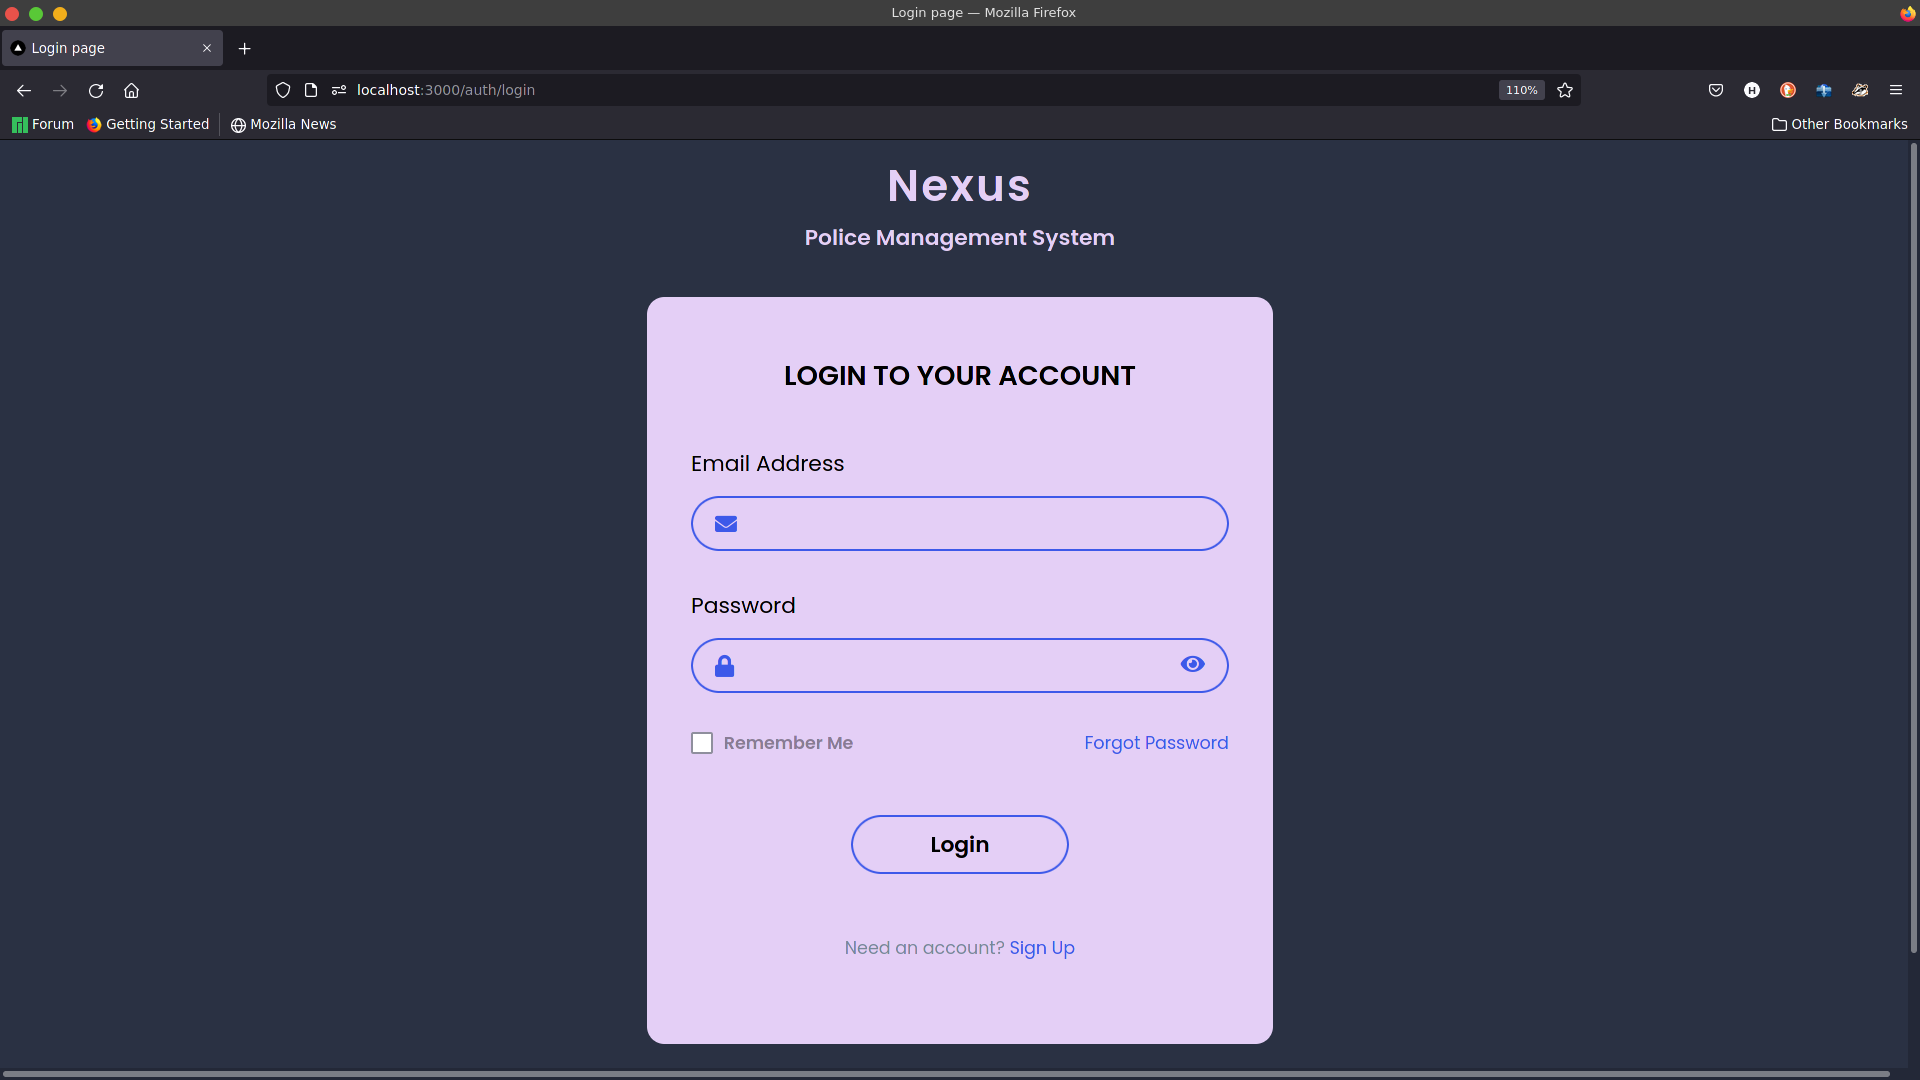 Login page — Mozilla Firefox
Login page
localhost:3000/auth/login
110%
H
Forum
Getting Started
Mozilla News
Other Bookmarks
Nexus
Police Management System
LOGIN TO YOUR ACCOUNT
Email Address
Password
Remember Me
Forgot Password
Login
Need an account? Sign Up